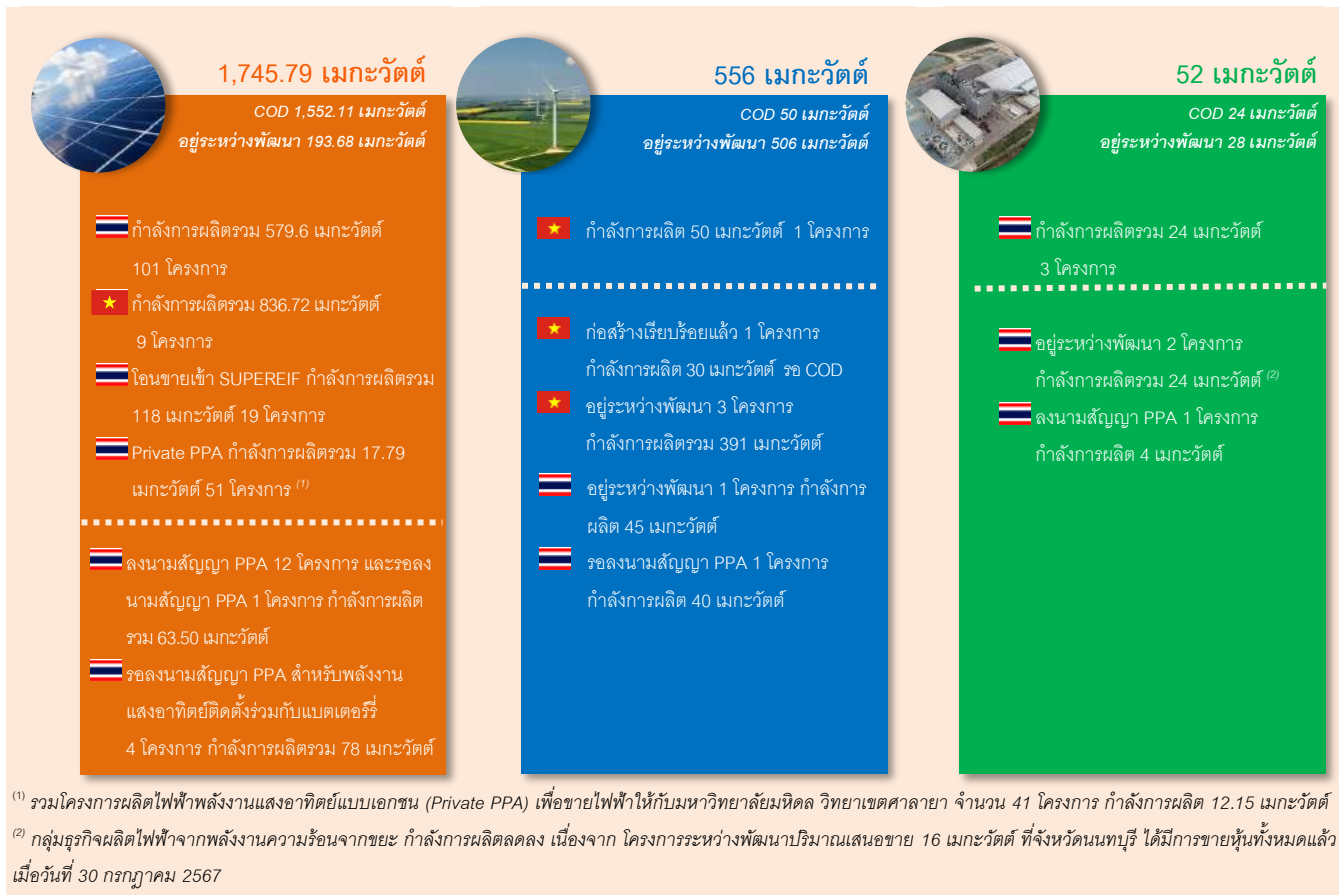 1,745.79 เมกะวัตต์
COD 1,552.11 เมกะวัตต์
อยู่ระหว่างพัฒนา 193.68 เมกะวัตต์
กำลังการผลิตรวม 579.6 เมกะวัตต์
101 โครงการ
กำลังการผลิตรวม 836.72 เมกะวัตต์
9 โครงการ
โอนขายเข้า SUPEREIF กำลังการผลิตรวม
118 เมกะวัตต์ 19 โครงการ
Private PPA กำลังการผลิตรวม 17.79
เมกะวัตต์ 51 โครงการ (1)
ลงนามสัญญา PPA 12 โครงการ และรอลง
นามสัญญา PPA 1 โครงการ กำลังการผลิต
รวม 63.50 เมกะวัตต์
รอลงนามสัญญา PPA สำหรับพลังงาน
แสงอาทิตย์ติดตั้งร่วมกับแบตเตอร์รี่
4 โครงการ กำลังการผลิตรวม 78 เมกะวัตต์
556 เมกะวัตต์
COD 50 เมกะวัตต์
อยู่ระหว่างพัฒนา 506 เมกะวัตต์
กำลังการผลิต 50 เมกะวัตต์ 1 โครงการ
ก่อสร้างเรียบร้อยแล้ว 1 โครงการ
กำลังการผลิต 30 เมกะวัตต์ รอ COD
อยู่ระหว่างพัฒนา 3 โครงการ
กำลังการผลิตรวม 391 เมกะวัตต์
อยู่ระหว่างพัฒนา 1 โครงการ กำลังการ
ผลิต 45 เมกะวัตต์
รอลงนามสัญญา PPA 1 โครงการ
กำลังการผลิต 40 เมกะวัตต์
52 เมกะวัตต์
COD 24 เมกะวัตต์
อยู่ระหว่างพัฒนา 28 เมกะวัตต์
กำลังการผลิตรวม 24 เมกะวัตต์
3 โครงการ
อยู่ระหว่างพัฒนา 2 โครงการ
กำลังการผลิตรวม 24 เมกะวัตต์ (2)
ลงนามสัญญา PPA 1 โครงการ
กำลังการผลิต 4 เมกะวัตต์
(1) รวมโครงการผลิตไฟฟ้าพลังงานแสงอาทิตย์แบบเอกชน (Private PPA) เพื่อขายไฟฟ้าให้กับมหาวิทยาลัยมหิดล วิทยาเขตศาลายา จำนวน 41 โครงการ กำลังการผลิต 12.15 เมกะวัตต์
(2) กลุ่มธุรกิจผลิตไฟฟ้าจากพลังงานความร้อนจากขยะ กำลังการผลิตลดลง เนื่องจาก โครงการระหว่างพัฒนาปริมาณเสนอขาย 16 เมกะวัตต์ ที่จังหวัดนนทบุรี ได้มีการขายหุ้นทั้งหมดแล้ว
เมื่อวันที่ 30 กรกฎาคม 2567